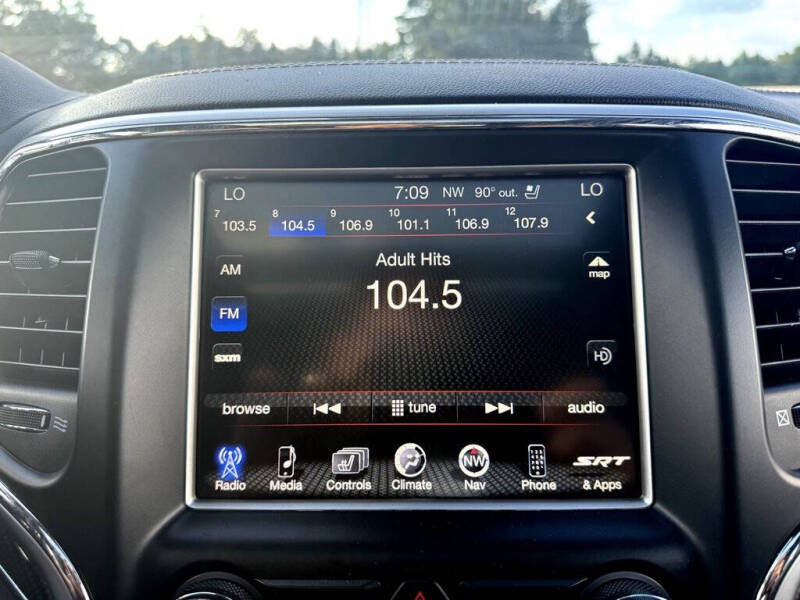 LO 7:09 NW 90° out. LO
7 8 9 10 11 12
103.5 104.5 106.9 101.1 106.9 107.9
Adult Hits
104.5
AM
map
FM
sxm
HD
browse tune audio
NW
SRT
Radio Media Controls Climate Nav Phone & Apps